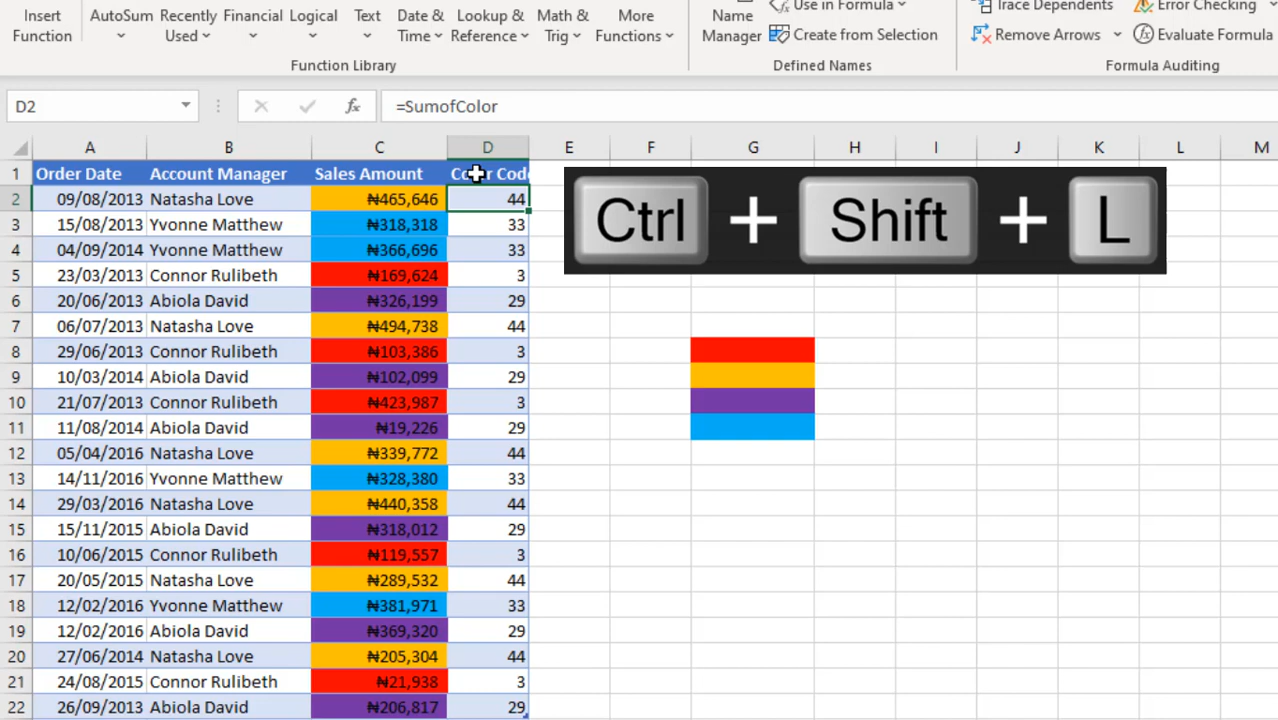 Insert Function
AutoSum
Recently Used
Financial
Logical
Text
Date & Time
Lookup & Reference
Math & Trig
More Functions
Function Library
Name Manager
Use in Formula
Create from Selection
Defined Names
Trace Dependents
Remove Arrows
Error Checking
Evaluate Formula
Formula Auditing
D2
fx
=SumofColor
A B C D E F G H I J K L M
1 Order Date Account Manager Sales Amount
2 09/08/2013 Natasha Love ₦465,646 44
3 15/08/2013 Yvonne Matthew ₦318,318 33
4 04/09/2014 Yvonne Matthew ₦366,696 33
5 23/03/2013 Connor Rulibeth ₦169,624 3
6 20/06/2013 Abiola David ₦326,199 29
7 06/07/2013 Natasha Love ₦494,738 44
8 29/06/2013 Connor Rulibeth ₦103,386 3
9 10/03/2014 Abiola David ₦102,099 29
10 21/07/2013 Connor Rulibeth ₦423,987 3
11 11/08/2014 Abiola David ₦19,226 29
12 05/04/2016 Natasha Love ₦339,772 44
13 14/11/2016 Yvonne Matthew ₦328,380 33
14 29/03/2016 Natasha Love ₦440,358 44
15 15/11/2015 Abiola David ₦318,012 29
16 10/06/2015 Connor Rulibeth ₦119,557 3
17 20/05/2015 Natasha Love ₦289,532 44
18 12/02/2016 Yvonne Matthew ₦381,971 33
19 12/02/2016 Abiola David ₦369,320 29
20 27/06/2014 Natasha Love ₦205,304 44
21 24/08/2015 Connor Rulibeth ₦21,938 3
22 26/09/2013 Abiola David ₦206,817 29
Ctrl + Shift + L